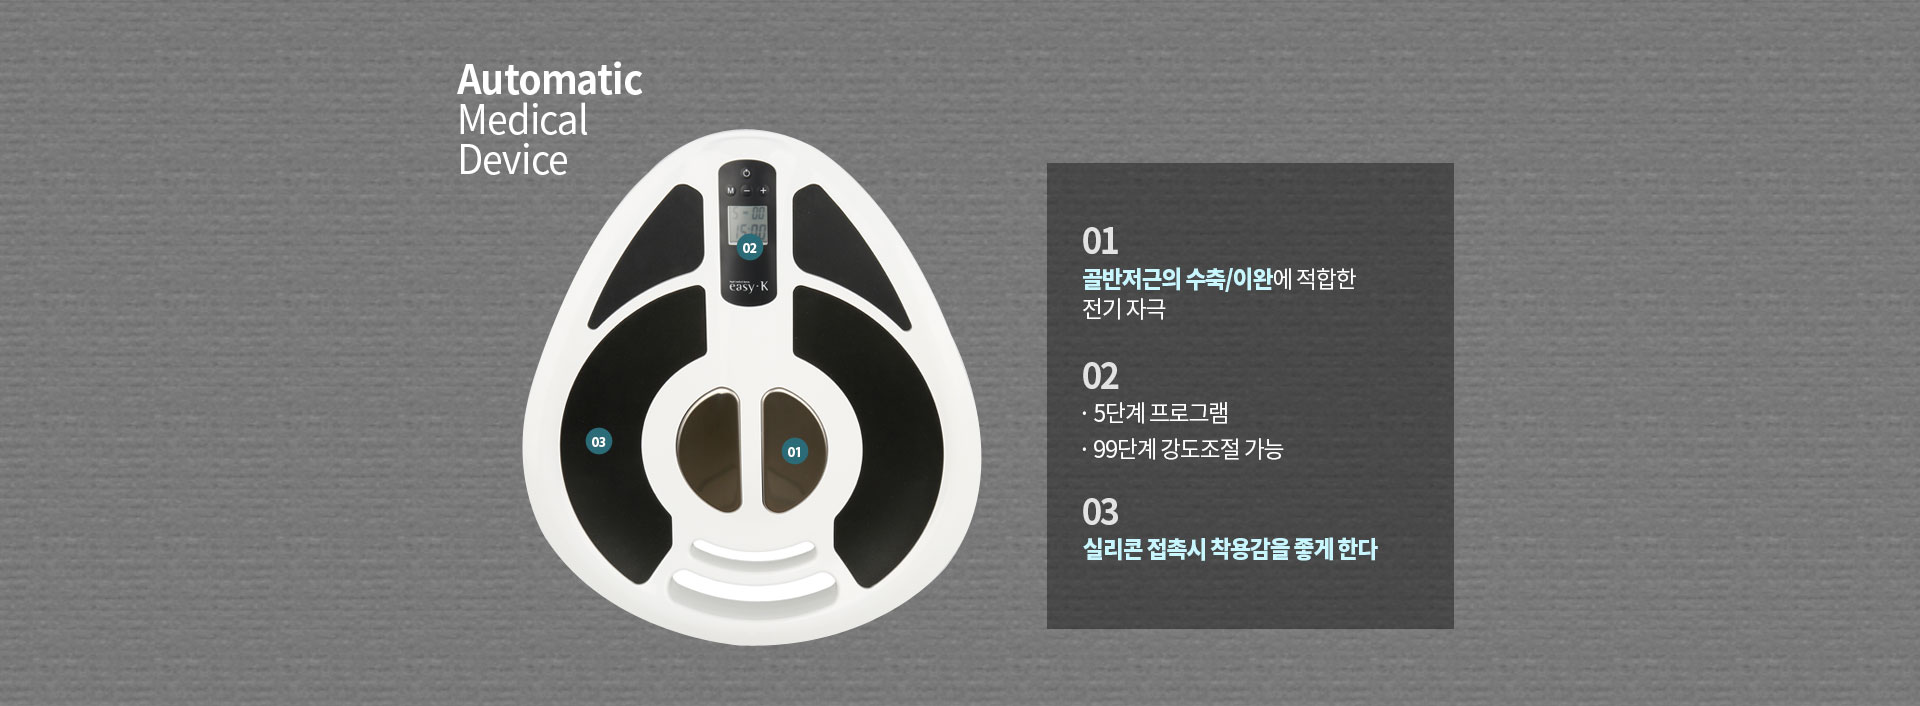 Automatic
Medical
Device
M - +
5 - 00
15:00
02
easy·K
03
01
01
골반저근의 수축/이완에 적합한
전기 자극
02
· 5단계 프로그램
· 99단계 강도조절 가능
03
실리콘 접촉시 착용감을 좋게 한다